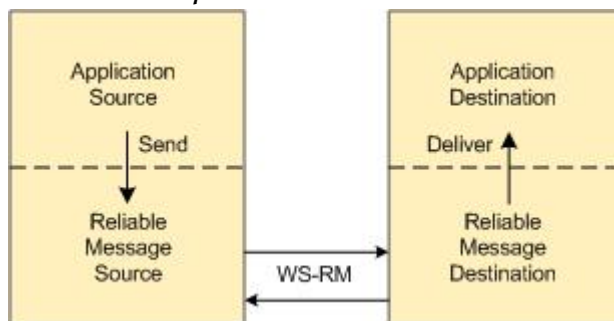 Application
Source
Send
Reliable
Message
Source
WS-RM
Application
Destination
Deliver
Reliable
Message
Destination